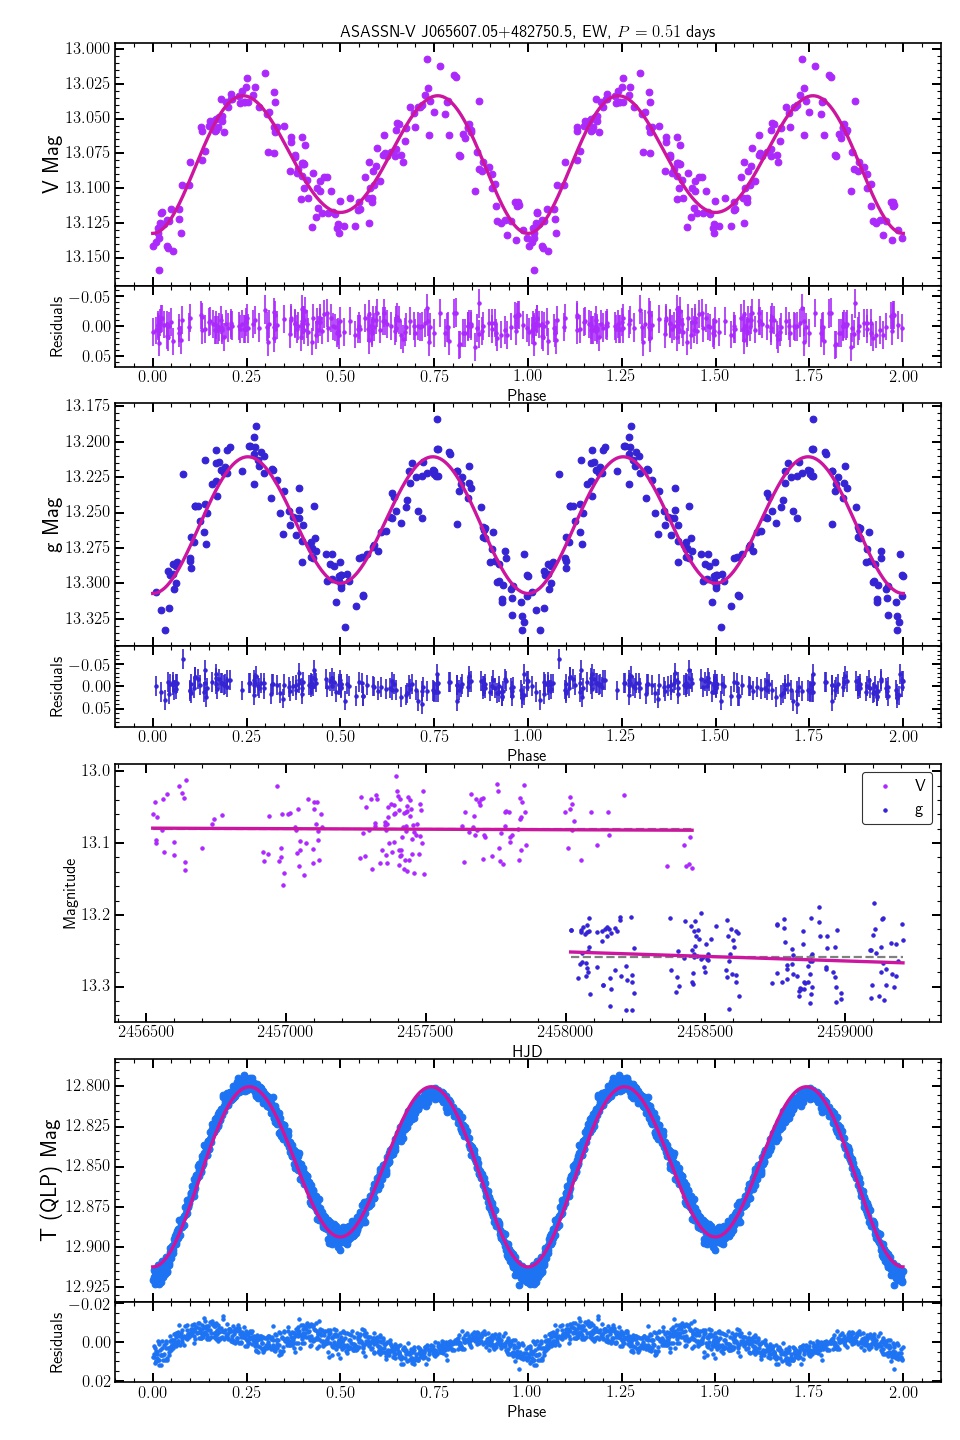 ASASSN-V J065607.05+482750.5, EW, P = 0.51 days
13.000
13.025
13.050
13.075
13.100
13.125
13.150
V Mag
−0.05
0.00
0.05
Residuals
0.00 0.25 0.50 0.75 1.00 1.25 1.50 1.75 2.00
Phase
13.175
13.200
13.225
13.250
13.275
13.300
13.325
g Mag
−0.05
0.00
0.05
Residuals
0.00 0.25 0.50 0.75 1.00 1.25 1.50 1.75 2.00
Phase
13.0
13.1
13.2
13.3
Magnitude
V
g
2456500 2457000 2457500 2458000 2458500 2459000
HJD
12.800
12.825
12.850
12.875
12.900
12.925
T (QLP) Mag
−0.02
0.00
0.02
Residuals
0.00 0.25 0.50 0.75 1.00 1.25 1.50 1.75 2.00
Phase